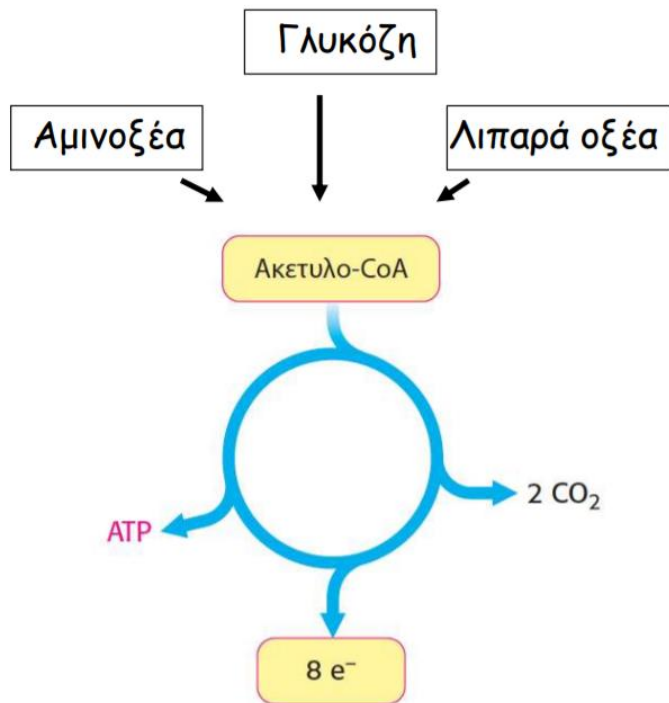 Γλυκόζη
Αμινοξέα
Λιπαρά οξέα
Ακετυλο-CoA
2 CO₂
ATP
8 e⁻